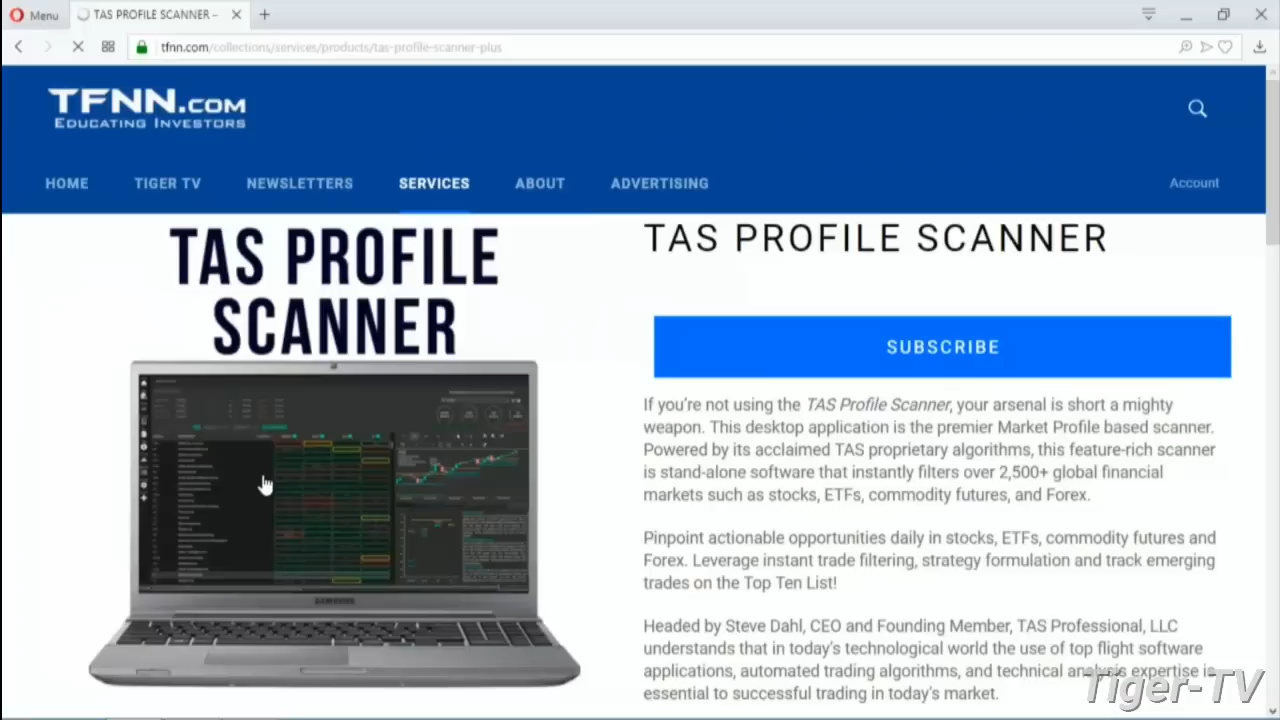 Menu
TAS PROFILE SCANNER –
tfnn.com/collections/services/products/tas-profile-scanner-plus
TFNN.COM
EDUCATING INVESTORS
HOME TIGER TV NEWSLETTERS SERVICES ABOUT ADVERTISING Account
TAS PROFILE
SCANNER
SAMSUNG
TAS PROFILE SCANNER
SUBSCRIBE
If you're not using the TAS Profile Scanner, your arsenal is short a mighty
weapon. This desktop application is the premier Market Profile based scanner.
Powered by its acclaimed TAS proprietary algorithms, this feature-rich scanner
is stand-alone software that instantly filters over 2,500+ global financial
markets such as stocks, ETFs, commodity futures, and Forex.
Pinpoint actionable opportunities daily in stocks, ETFs, commodity futures and
Forex. Leverage instant trade filtering, strategy formulation and track emerging
trades on the Top Ten List!
Headed by Steve Dahl, CEO and Founding Member, TAS Professional, LLC
understands that in today's technological world the use of top flight software
applications, automated trading algorithms, and technical analysis expertise is
essential to successful trading in today's market.
Tiger-TV